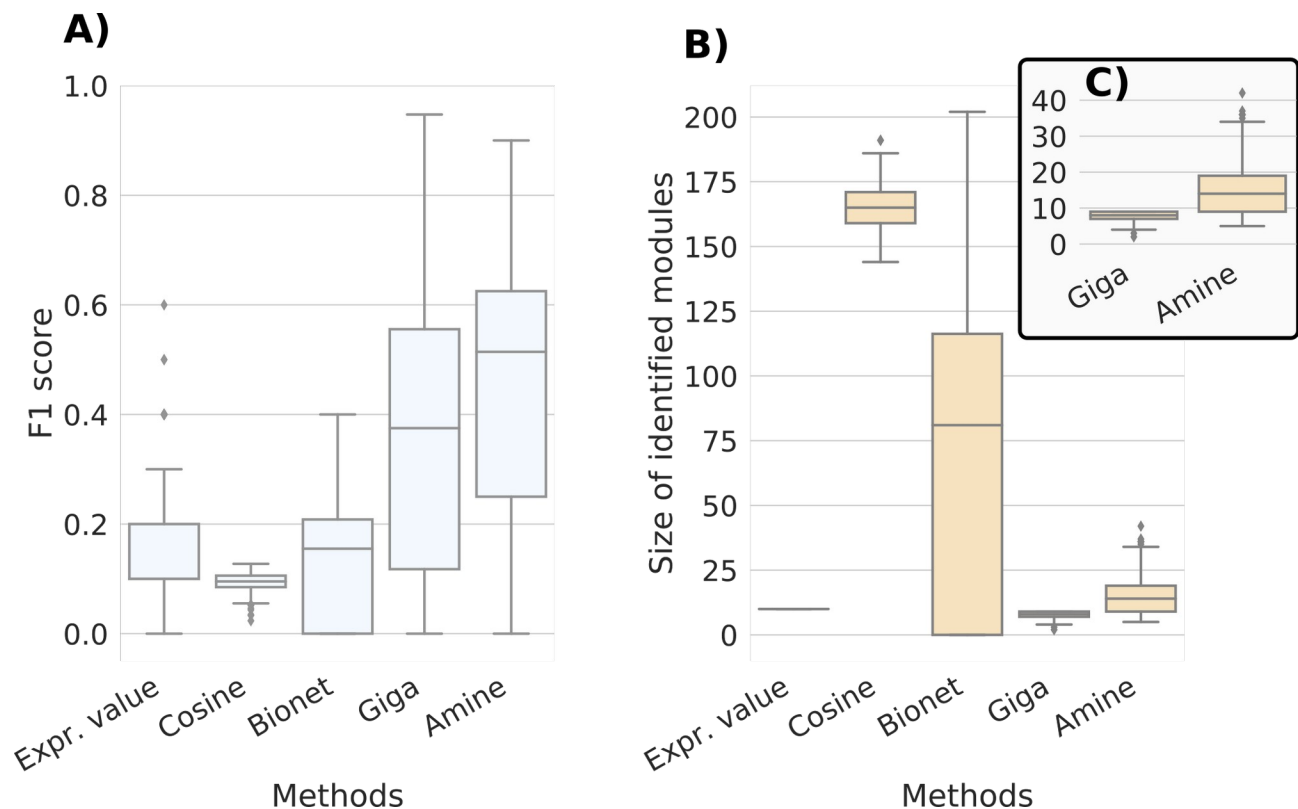 A)
F1 score
1.0
0.8
0.6
0.4
0.2
0.0
Expr. value
Cosine
Bionet
Giga
Amine
Methods
B)
Size of identified modules
200
175
150
125
100
75
50
25
0
Expr. value
Cosine
Bionet
Giga
Amine
Methods
C)
40
30
20
10
0
Giga
Amine